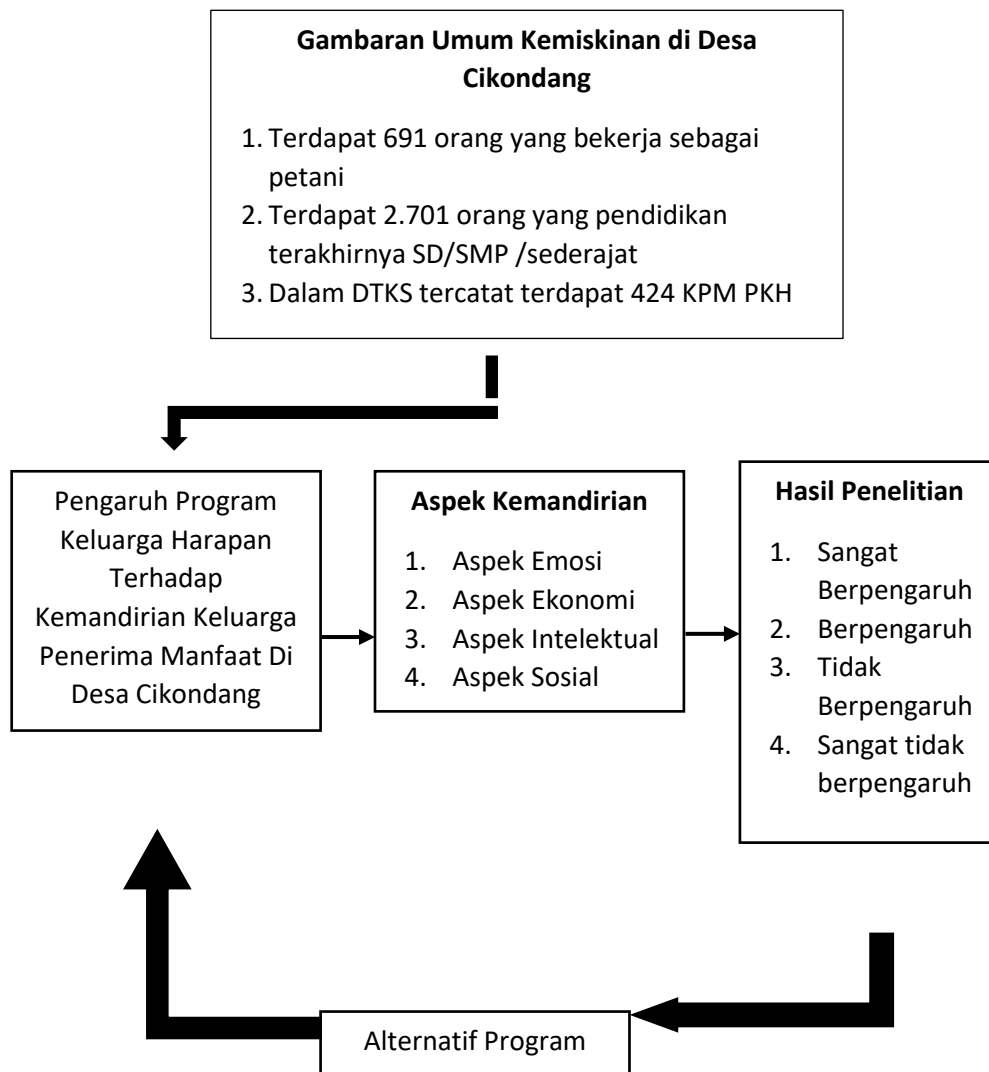 Gambaran Umum Kemiskinan di Desa
Cikondang
1. Terdapat 691 orang yang bekerja sebagai
petani
2. Terdapat 2.701 orang yang pendidikan
terakhirnya SD/SMP /sederajat
3. Dalam DTKS tercatat terdapat 424 KPM PKH
Pengaruh Program
Keluarga Harapan
Terhadap
Kemandirian Keluarga
Penerima Manfaat Di
Desa Cikondang
Aspek Kemandirian
1. Aspek Emosi
2. Aspek Ekonomi
3. Aspek Intelektual
4. Aspek Sosial
Hasil Penelitian
1. Sangat
Berpengaruh
2. Berpengaruh
3. Tidak
Berpengaruh
4. Sangat tidak
berpengaruh
Alternatif Program